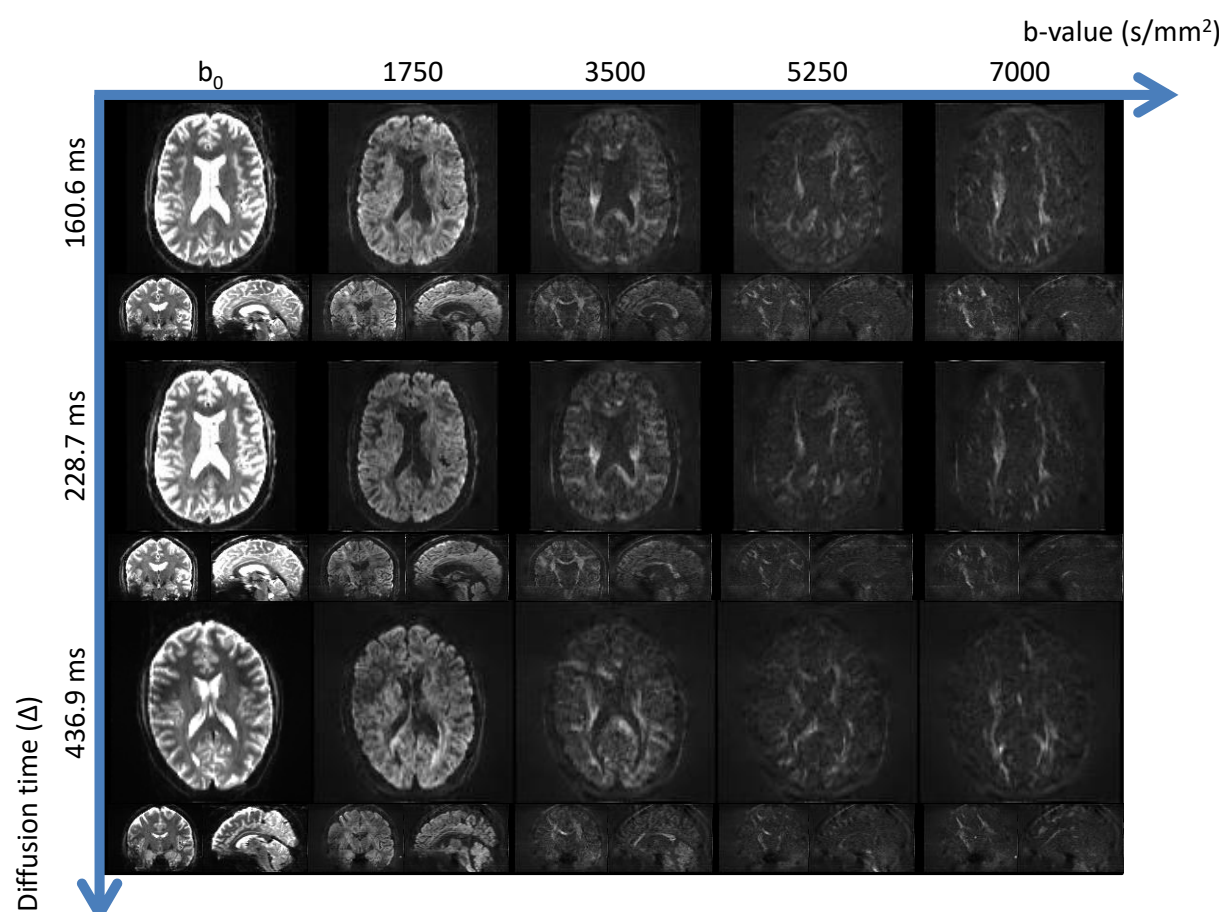 b-value (s/mm²)
b₀ 1750 3500 5250 7000
160.6 ms
228.7 ms
436.9 ms
Diffusion time (Δ)